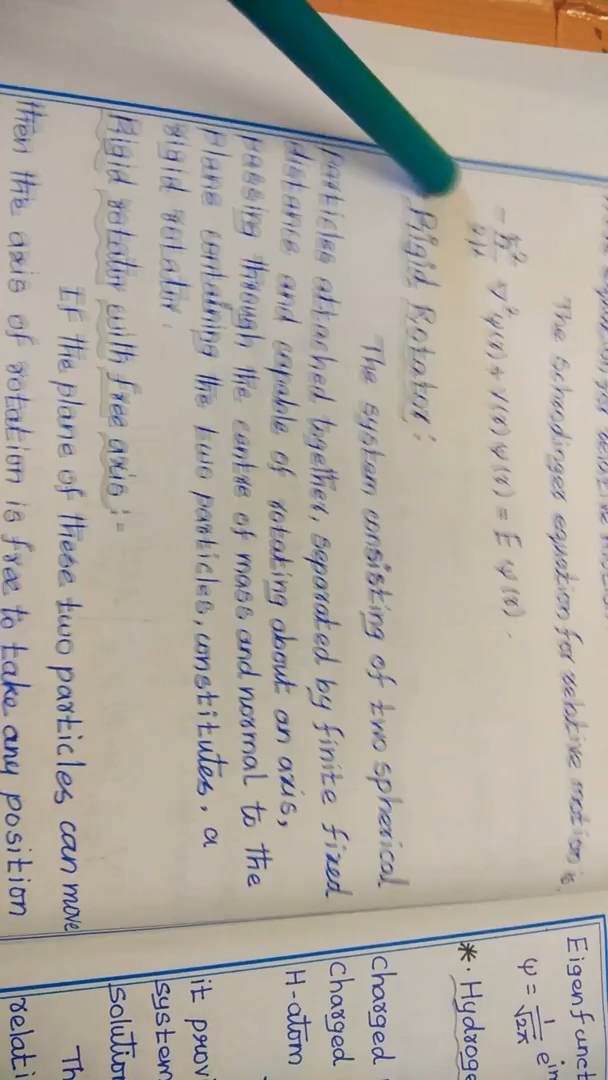 The schrodinger equation for relative motion is
-ħ²/2μ ∇²ψ(r) + V(r) ψ(r) = E ψ(r).
Rigid Rotator:
The system consisting of two spherical
particles attached together, separated by finite fixed
distance and capable of rotating about an axis,
passing through the centre of mass and normal to the
plane containing the two particles, constitutes, a
rigid rotator.
Rigid rotator with free axis:-
If the plane of these two particles can move
then the axis of rotation is free to take any position
Eigenfunct
ψ = 1/√2π e^im
*. Hydroge
charged
charged
H-atom
it prov
system
solution
Th
relati